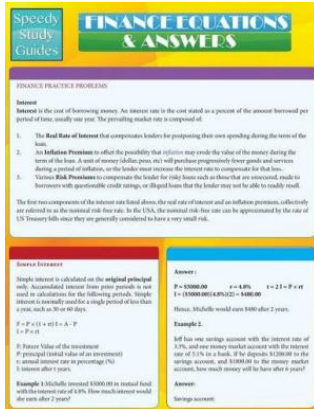 Speedy
Study
Guides
FINANCE EQUATIONS
& ANSWERS
FINANCE PRACTICE PROBLEMS
Interest
Interest is the cost of borrowing money. An interest rate is the cost stated as a percent of the amount borrowed per
period of time, usually one year. The prevailing market rate is composed of:
1. The Real Rate of Interest that compensates lenders for postponing their own spending during the term of the
loan.
2. An Inflation Premium to offset the possibility that inflation may erode the value of the money during the
term of the loan. A unit of money (dollar, peso, etc) will purchase progressively fewer goods and services
during a period of inflation, so the lender must increase the interest rate to compensate for that loss.
3. Various Risk Premiums to compensate the lender for risky loans such as those that are unsecured, made to
borrowers with questionable credit ratings, or illiquid loans that the lender may not be able to readily resell.
The first two components of the interest rate listed above, the real rate of interest and an inflation premium, collectively
are referred to as the nominal risk-free rate. In the USA, the nominal risk-free rate can be approximated by the rate of
US Treasury bills since they are generally considered to have a very small risk.
SIMPLE INTEREST
Simple interest is calculated on the original principal
only. Accumulated interest from prior periods is not
used in calculations for the following periods. Simple
interest is normally used for a single period of less than
a year, such as 30 or 60 days.
F = P x (1 + rt) I = A - P
I = P × rt
F: Future Value of the investment
P: principal (initial value of an investment)
r: annual interest rate in percentage (%)
I: interest after t years.
Example 1:Michelle invested $5000.00 in mutual fund
with the interest rate of 4.8%. How much interest would
she earn after 2 years?
Answer:
P = $5000.00 r = 4.8% t = 2 I = P × rt
I = ($5000.00)(4.8%)(2) = $480.00
Hence, Michelle would earn $480 after 2 years.
Example 2.
Jeff has one savings account with the interest rate of
3.5%, and one money market account with the interest
rate of 5.1% in a bank. If he deposits $1200.00 to the
savings account, and $1000.00 to the money market
account, how much money will he have after 6 years?
Answer:
Savings account: